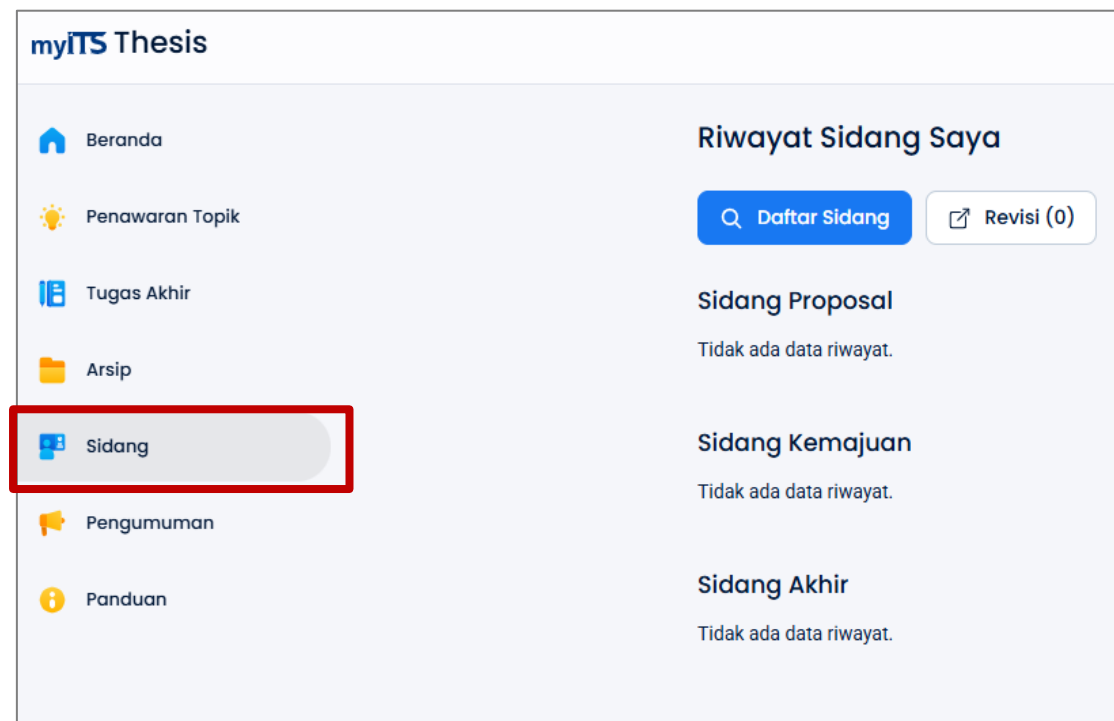 myITS Thesis
Beranda
Penawaran Topik
Tugas Akhir
Arsip
Sidang
Pengumuman
Panduan
Riwayat Sidang Saya
Daftar Sidang
Revisi (0)
Sidang Proposal
Tidak ada data riwayat.
Sidang Kemajuan
Tidak ada data riwayat.
Sidang Akhir
Tidak ada data riwayat.